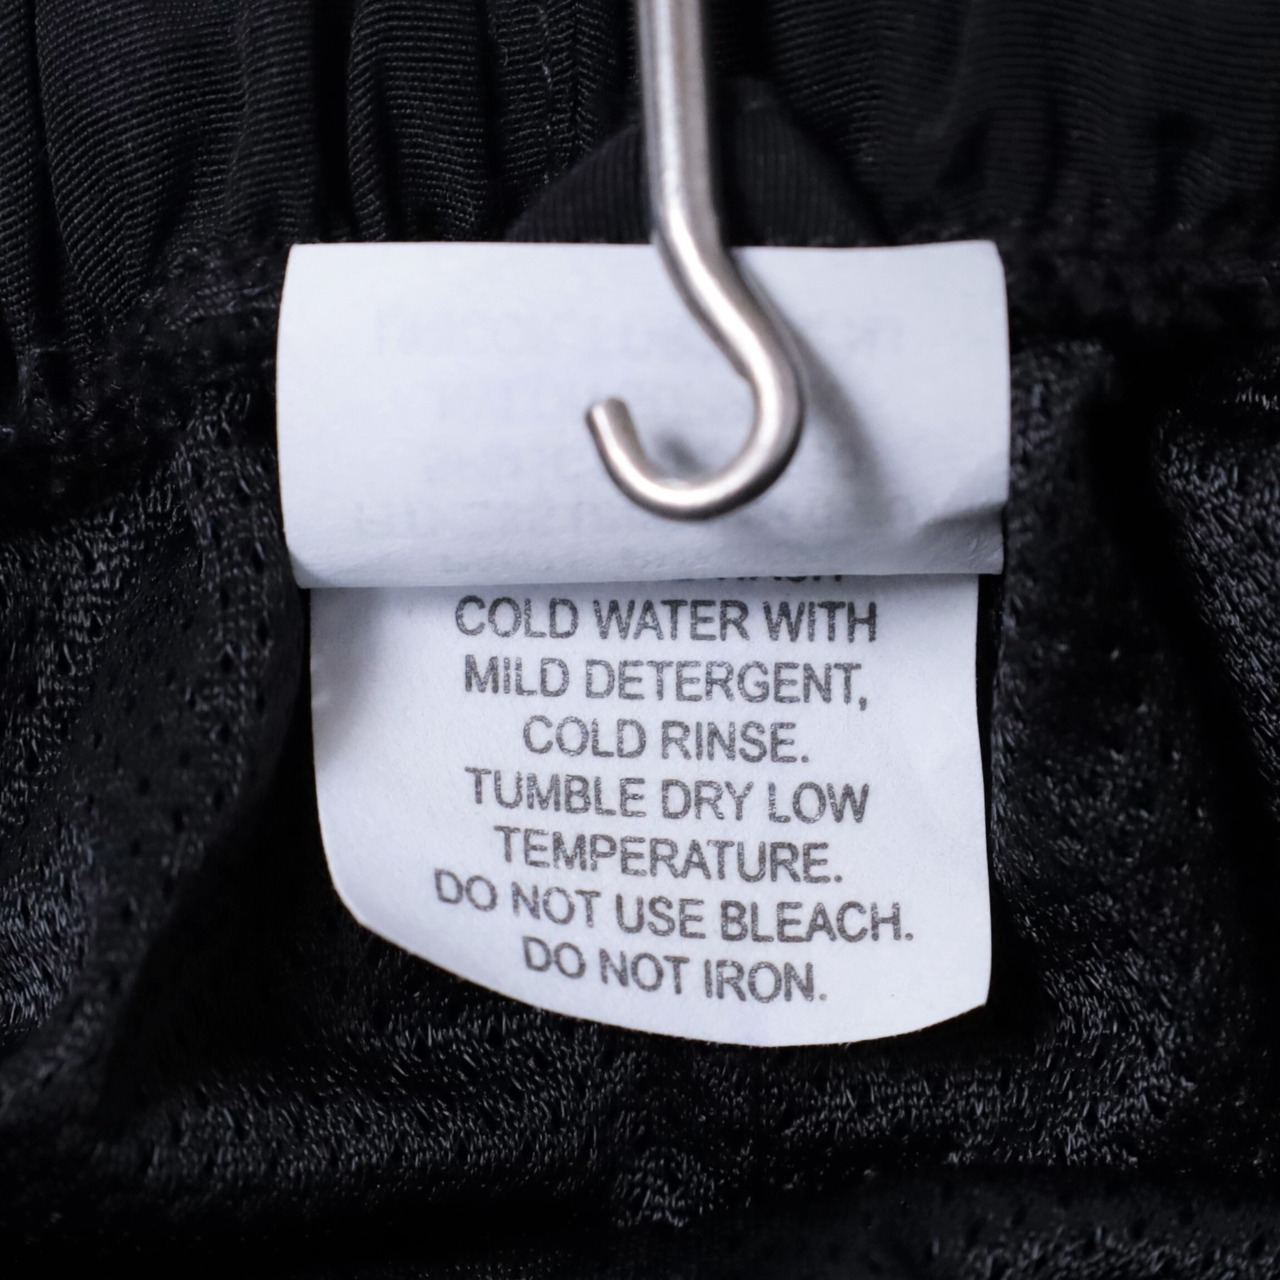 COLD WATER WITH
MILD DETERGENT,
COLD RINSE.
TUMBLE DRY LOW
TEMPERATURE.
DO NOT USE BLEACH.
DO NOT IRON.